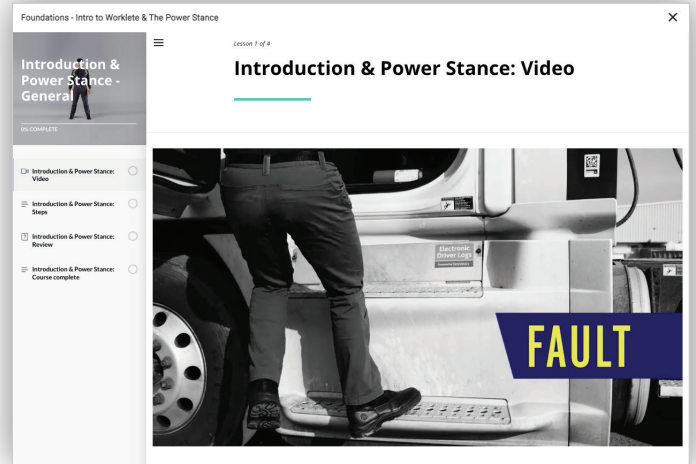 Foundations - Intro to Worklete & The Power Stance
Introduction &
Power Stance -
General
0% COMPLETE
Introduction & Power Stance:
Video
Introduction & Power Stance:
Steps
Introduction & Power Stance:
Review
Introduction & Power Stance:
Course complete
Lesson 1 of 4
Introduction & Power Stance: Video
Electronic
Driver Logs
FAULT